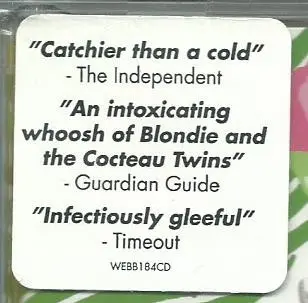 "Catchier than a cold"
- The Independent
"An intoxicating
whoosh of Blondie and
the Cocteau Twins"
- Guardian Guide
"Infectiously gleeful"
- Timeout
WEBB184CD